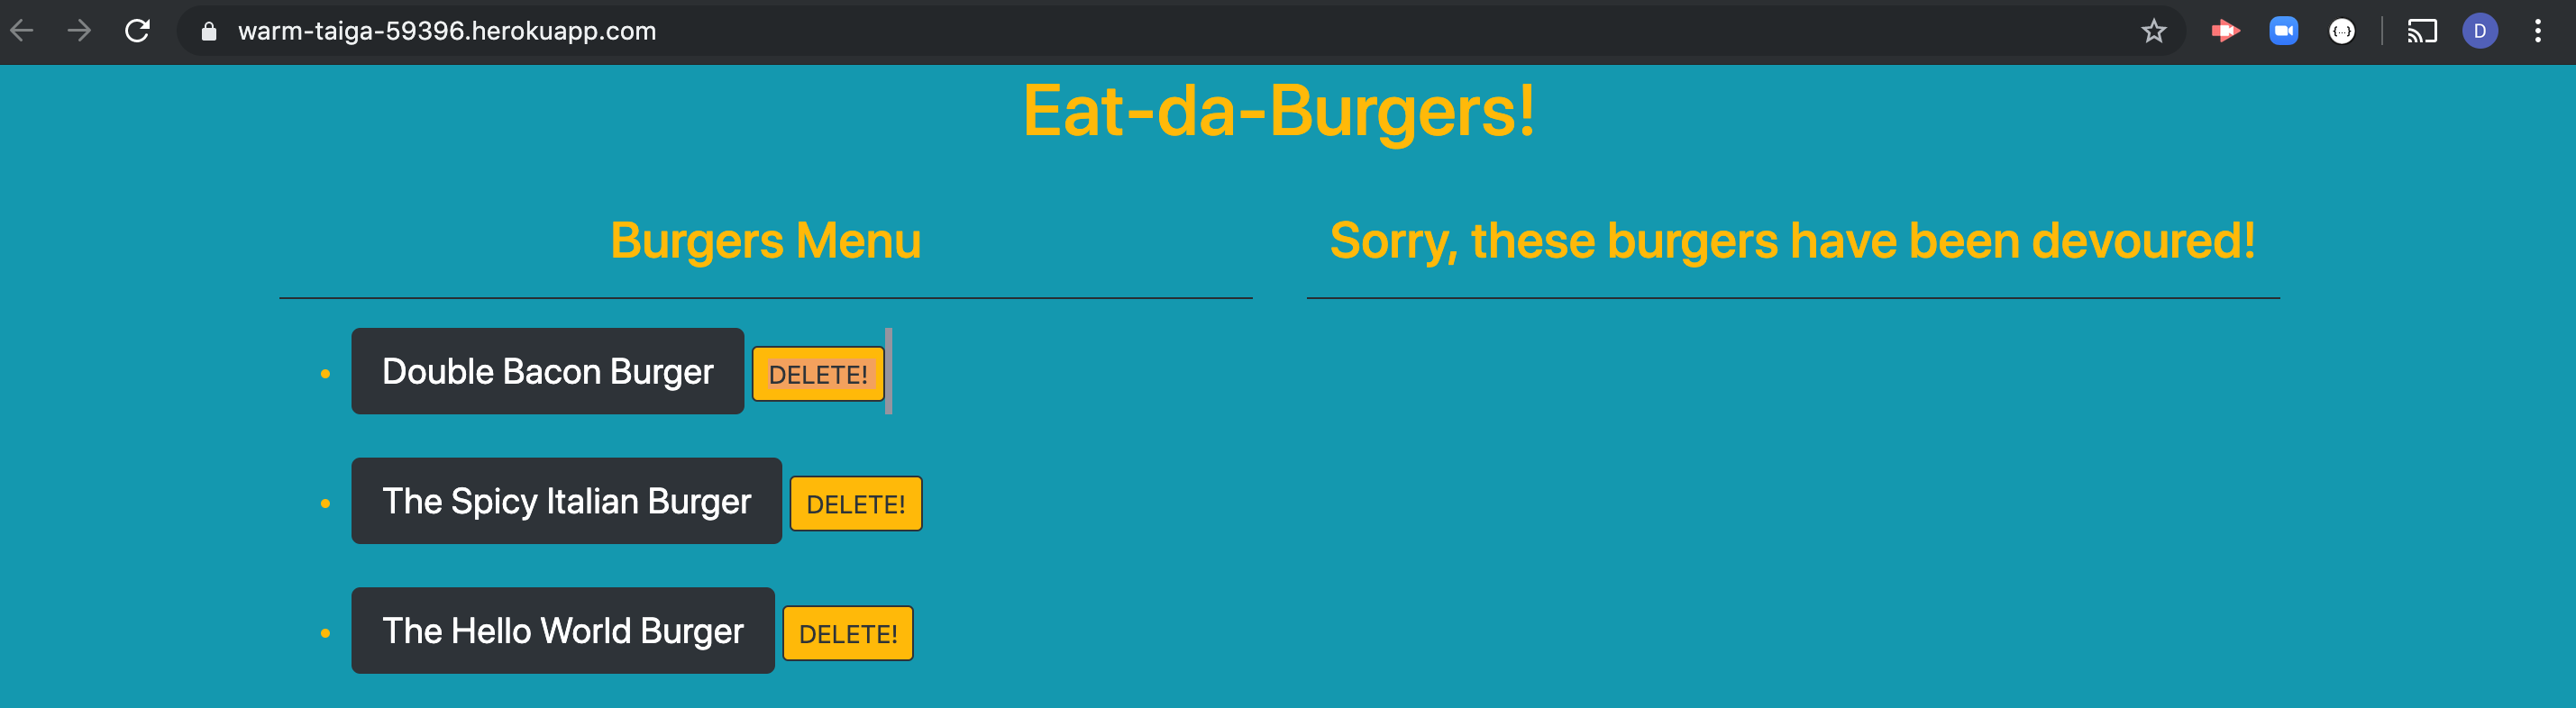 warm-taiga-59396.herokuapp.com
{...}
D
Eat-da-Burgers!
Burgers Menu
Sorry, these burgers have been devoured!
Double Bacon Burger DELETE!
The Spicy Italian Burger DELETE!
The Hello World Burger DELETE!